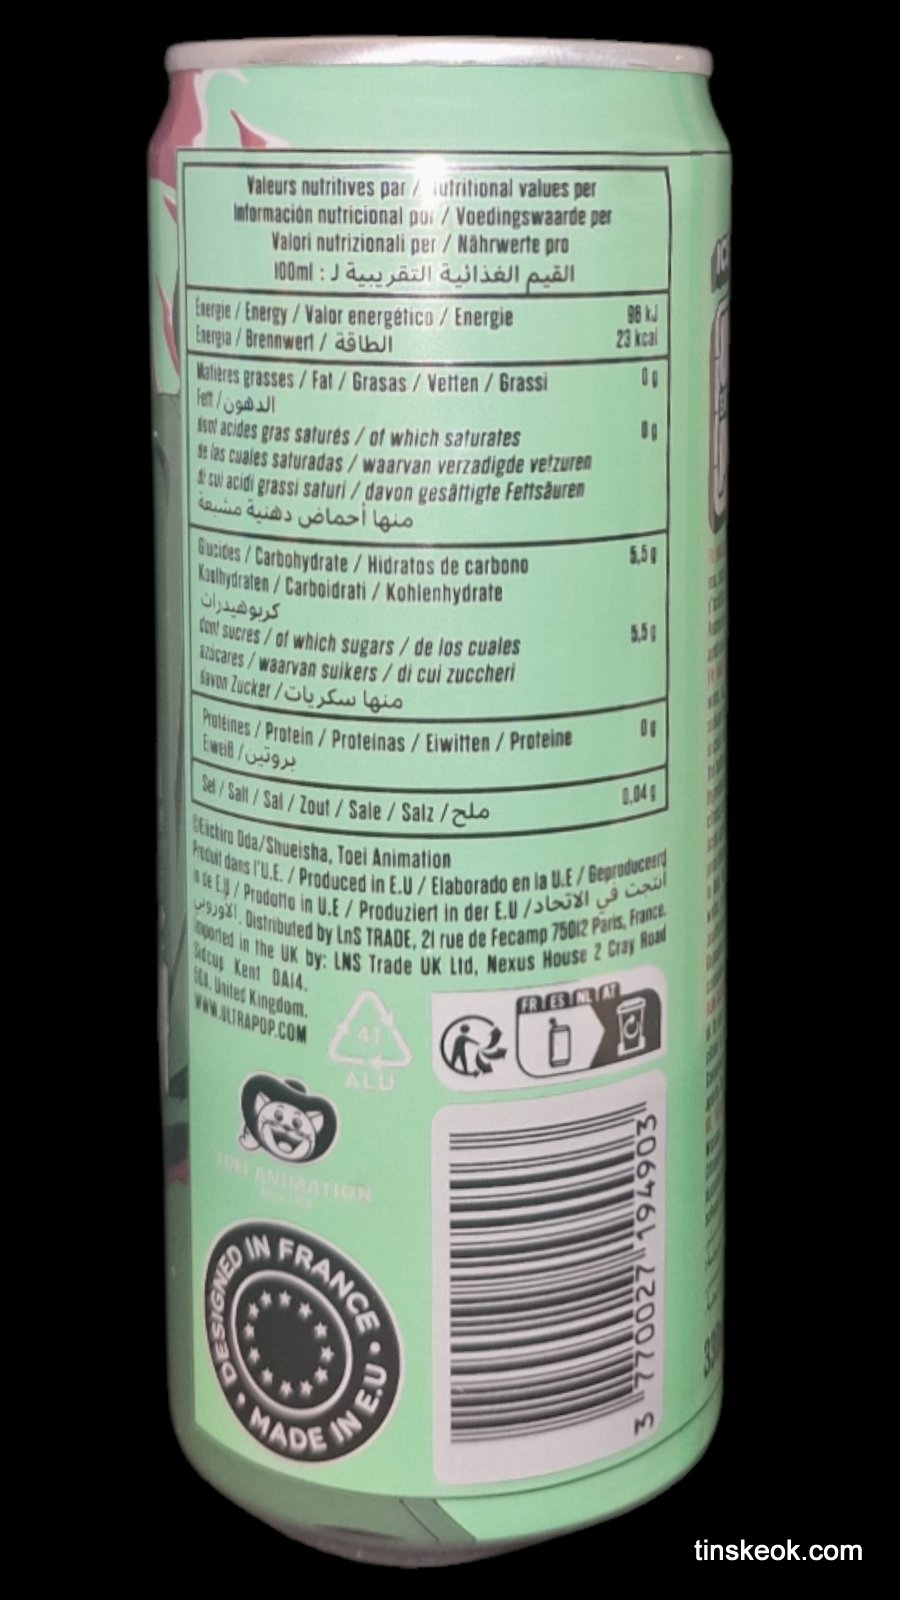 Valeurs nutritives par / Nutritional values per
Información nutricional por / Voedingswaarde per
Valori nutrizionali per / Nährwerte pro
100ml : القيم الغذائية التقريبية لـ
Énergie / Energy / Valor energético / Energie 96 kJ
Energia / Brennwert / الطاقة 23 kcal
Matières grasses / Fat / Grasas / Vetten / Grassi 0 g
Fett / الدهون
dont acides gras saturés / of which saturates 0 g
de las cuales saturadas / waarvan verzadigde vetzuren
di cui acidi grassi saturi / davon gesättigte Fettsäuren
منها أحماض دهنية مشبعة
Glucides / Carbohydrate / Hidratos de carbono 5,5 g
Koolhydraten / Carboidrati / Kohlenhydrate
كربوهيدرات
dont sucres / of which sugars / de los cuales 5,5 g
azúcares / waarvan suikers / di cui zuccheri
davon Zucker / منها سكريات
Protéines / Protein / Proteínas / Eiwitten / Proteine 0 g
Eiweiß / بروتين
Sel / Salt / Sal / Zout / Sale / Salz / ملح 0,04 g
©Eiichiro Oda/Shueisha, Toei Animation
Produit dans l'U.E. / Produced in E.U / Elaborado en la U.E / Geproduceerd
in de E.U / Prodotto in U.E / Produziert in der E.U / انتجت في الاتحاد
الأوروبي. Distributed by LnS TRADE, 21 rue de Fecamp 75012 Paris, France.
Imported in the UK by: LNS Trade UK Ltd, Nexus House 2 Cray Road
Sidcup Kent DA14.
United Kingdom.
WWW.ULTRAPOP.COM
41
ALU
FR ES NL AT
TOEI ANIMATION
DESIGNED IN FRANCE • MADE IN E.U •
3 770027 194903
tinskeok.com